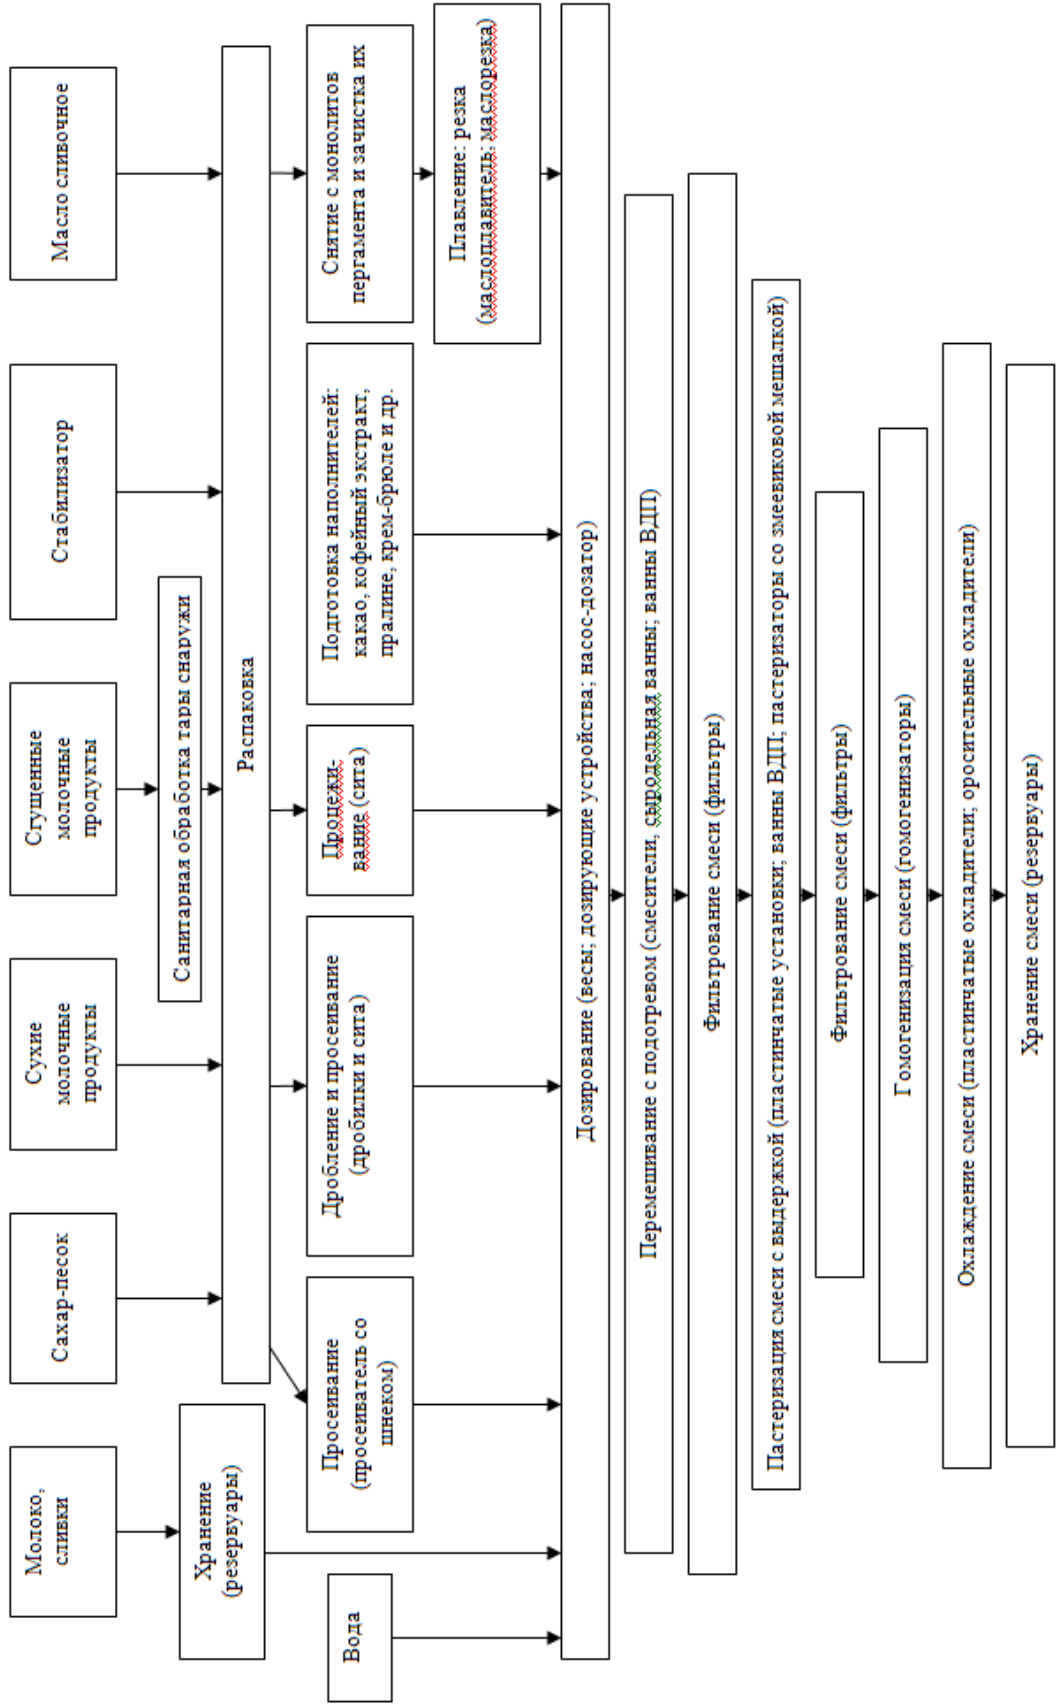 Молоко,
сливки
Сахар-песок
Сухие
молочные
продукты
Сгущенные
молочные
продукты
Стабилизатор
Масло сливочное
Хранение
(резервуары)
Санитарная обработка тары снаружи
Распаковка
Вода
Просеивание
(просеиватель со
шнеком)
Дробление и просеивание
(дробилки и сита)
Процежи-
вание (сита)
Подготовка наполнителей:
какао, кофейный экстракт,
пралине, крем-брюле и др.
Снятие с монолитов
пергамента и зачистка их
Плавление: резка
(маслоплавитель; маслорезка)
Дозирование (весы; дозирующие устройства; насос-дозатор)
Перемешивание с подогревом (смесители, сыродельная ванны; ванны ВДП)
Фильтрование смеси (фильтры)
Пастеризация смеси с выдержкой (пластинчатые установки; ванны ВДП; пастеризаторы со змеевиковой мешалкой)
Фильтрование смеси (фильтры)
Гомогенизация смеси (гомогенизаторы)
Охлаждение смеси (пластинчатые охладители; оросительные охладители)
Хранение смеси (резервуары)